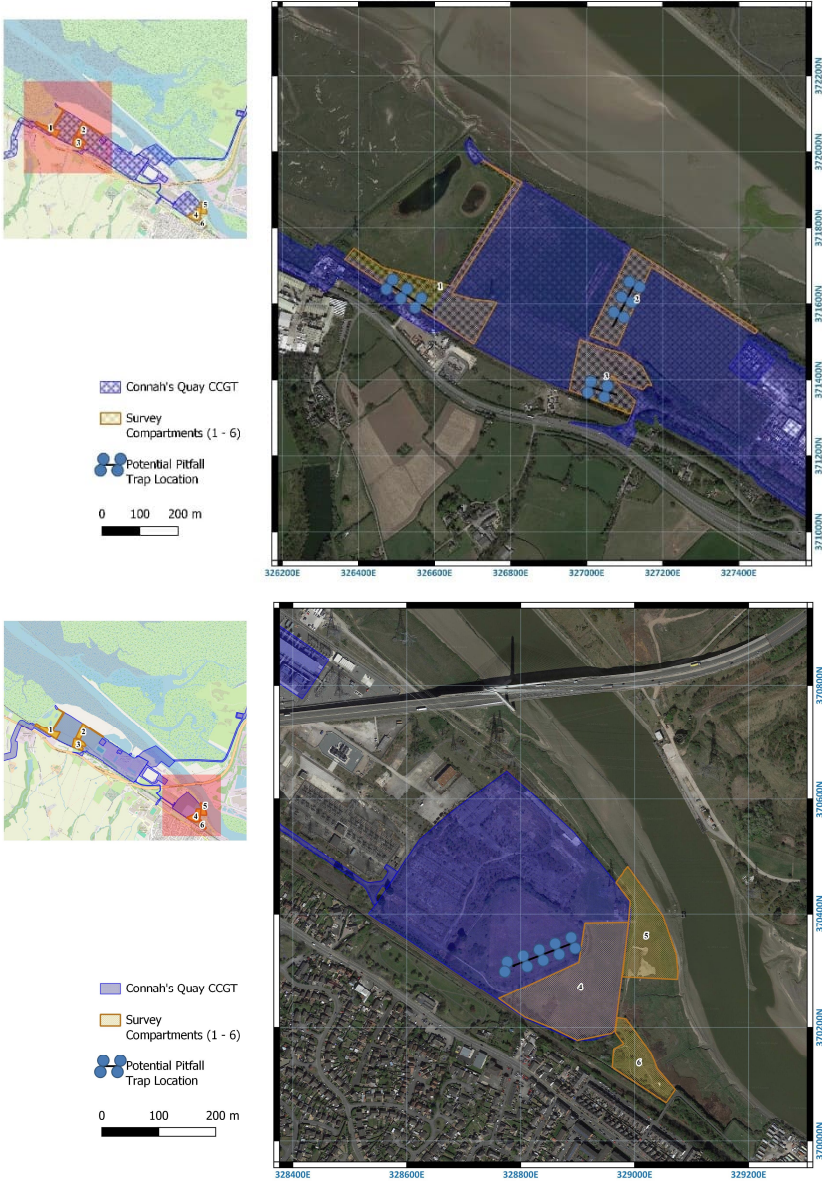 1
2
3
5
4
6
Connah's Quay CCGT
Survey
Compartments (1 - 6)
Potential Pitfall
Trap Location
0 100 200 m
1
2
3
372200N
372000N
371800N
371600N
371400N
371200N
371000N
326200E 326400E 326600E 326800E 327000E 327200E 327400E
1
2
3
5
4
6
Connah's Quay CCGT
Survey
Compartments (1 - 6)
Potential Pitfall
Trap Location
0 100 200 m
5
4
6
370800N
370600N
370400N
370200N
370000N
328400E 328600E 328800E 329000E 329200E